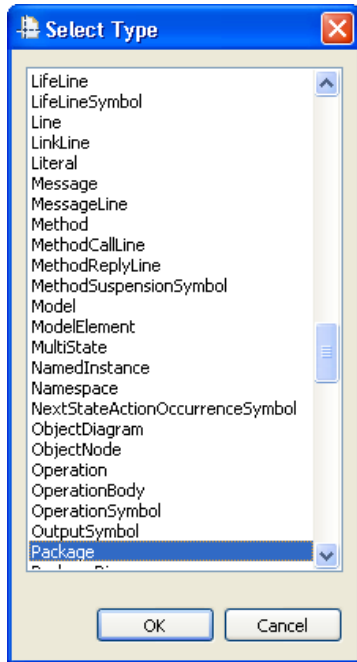 Select Type
LifeLine
LifeLineSymbol
Line
LinkLine
Literal
Message
MessageLine
Method
MethodCallLine
MethodReplyLine
MethodSuspensionSymbol
Model
ModelElement
MultiState
NamedInstance
Namespace
NextStateActionOccurrenceSymbol
ObjectDiagram
ObjectNode
Operation
OperationBody
OperationSymbol
OutputSymbol
Package
OK Cancel